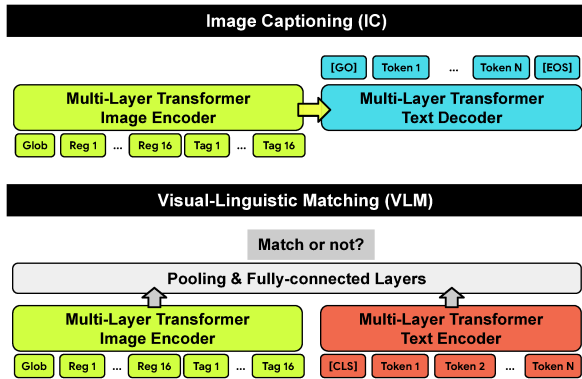 Image Captioning (IC)
[GO] Token 1 ... Token N [EOS]
Multi-Layer Transformer
Image Encoder
Multi-Layer Transformer
Text Decoder
Glob Reg 1 ... Reg 16 Tag 1 ... Tag 16
Visual-Linguistic Matching (VLM)
Match or not?
Pooling & Fully-connected Layers
Multi-Layer Transformer
Image Encoder
Multi-Layer Transformer
Text Encoder
Glob Reg 1 ... Reg 16 Tag 1 ... Tag 16
[CLS] Token 1 Token 2 ... Token N